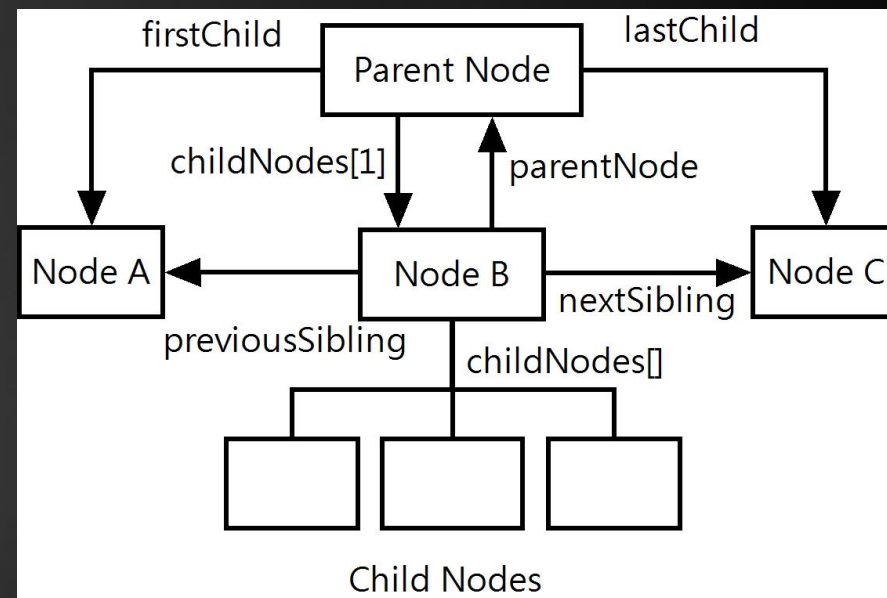 firstChild
lastChild
Parent Node
childNodes[1]
parentNode
Node A
Node B
Node C
nextSibling
previousSibling
childNodes[]
Child Nodes